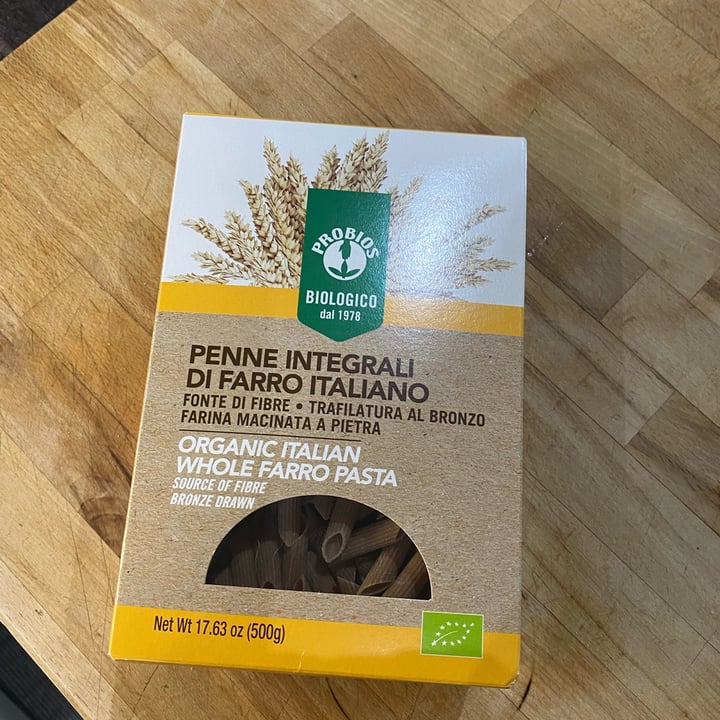 PROBIOS
BIOLOGICO
dal 1978
PENNE INTEGRALI
DI FARRO ITALIANO
FONTE DI FIBRE • TRAFILATURA AL BRONZO
FARINA MACINATA A PIETRA
ORGANIC ITALIAN
WHOLE FARRO PASTA
SOURCE OF FIBRE
BRONZE DRAWN
Net Wt 17.63 oz (500g)